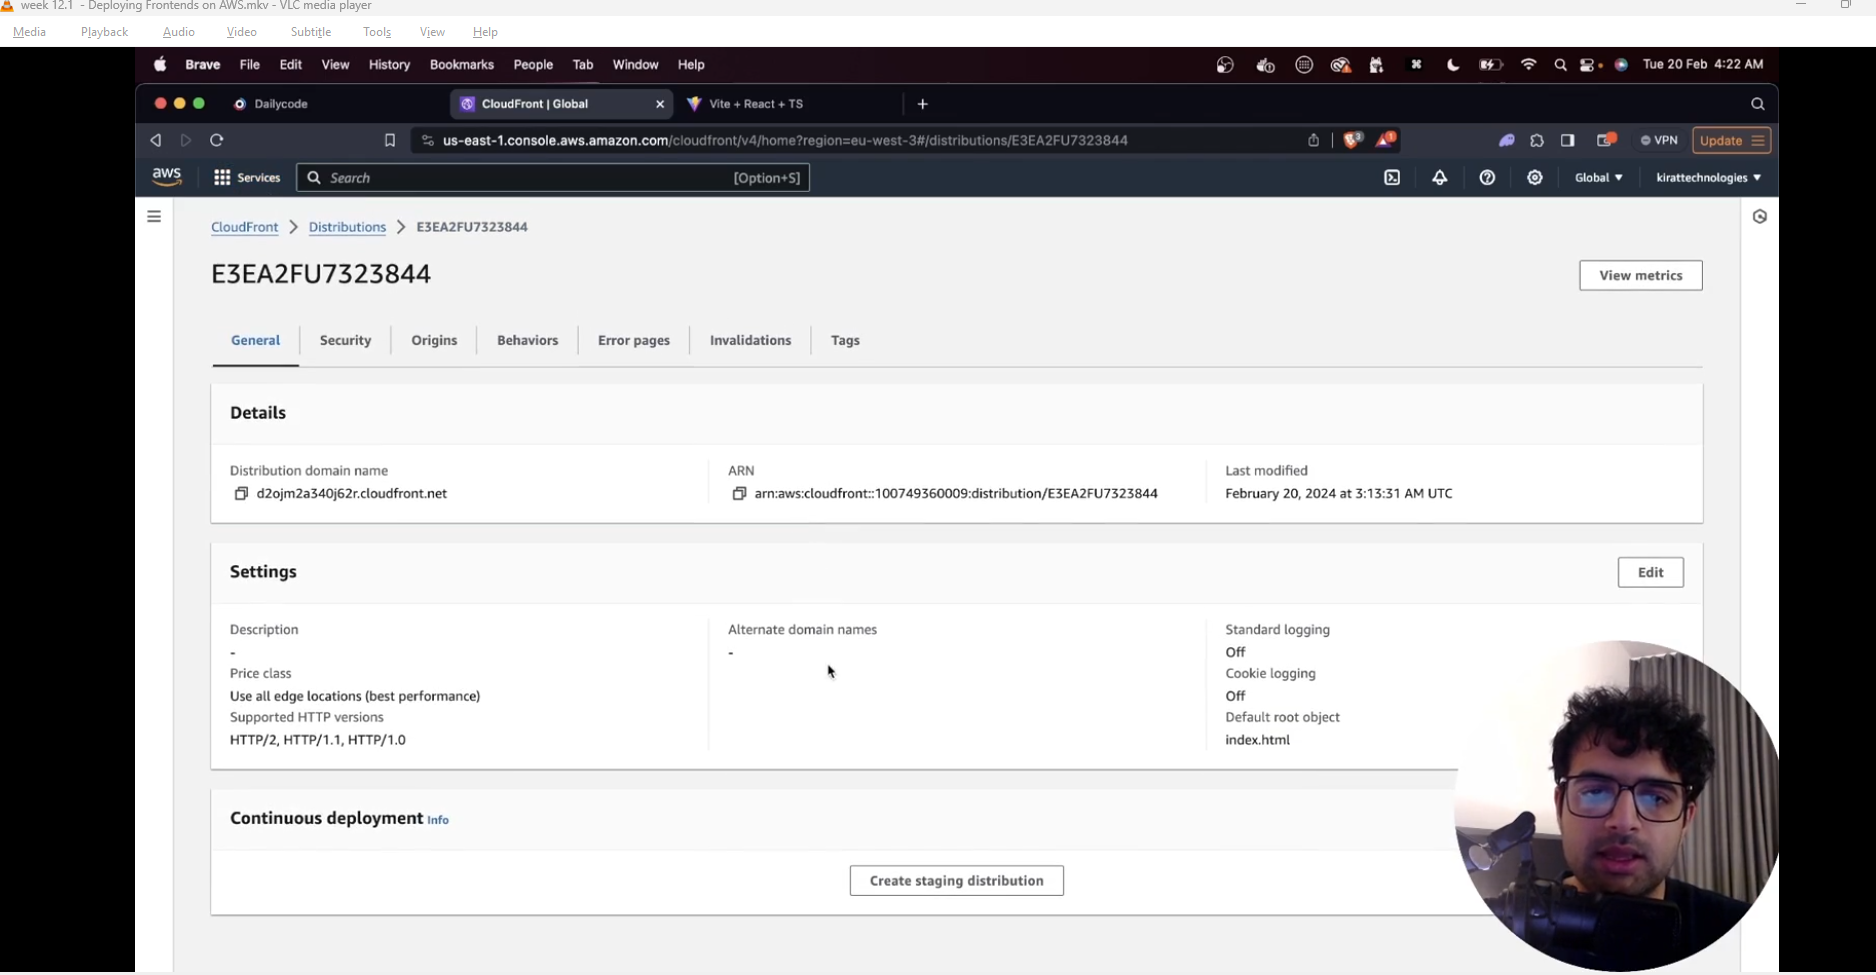 week 12.1 - Deploying Frontends on AWS.mkv - VLC media player
Media Playback Audio Video Subtitle Tools View Help
Brave File Edit View History Bookmarks People Tab Window Help Tue 20 Feb 4:22 AM
Dailycode CloudFront | Global Vite + React + TS
us-east-1.console.aws.amazon.com/cloudfront/v4/home?region=eu-west-3#/distributions/E3EA2FU7323844 3 1 VPN Update
aws Services Search [Option+S] Global kirattechnologies
CloudFront Distributions E3EA2FU7323844
E3EA2FU7323844
View metrics
General Security Origins Behaviors Error pages Invalidations Tags
Details
Distribution domain name ARN Last modified
d2ojm2a340j62r.cloudfront.net arn:aws:cloudfront::100749360009:distribution/E3EA2FU7323844 February 20, 2024 at 3:13:31 AM UTC
Settings Edit
Description Alternate domain names Standard logging
- - Off
Price class Cookie logging
Use all edge locations (best performance) Off
Supported HTTP versions Default root object
HTTP/2, HTTP/1.1, HTTP/1.0 index.html
Continuous deployment Info
Create staging distribution